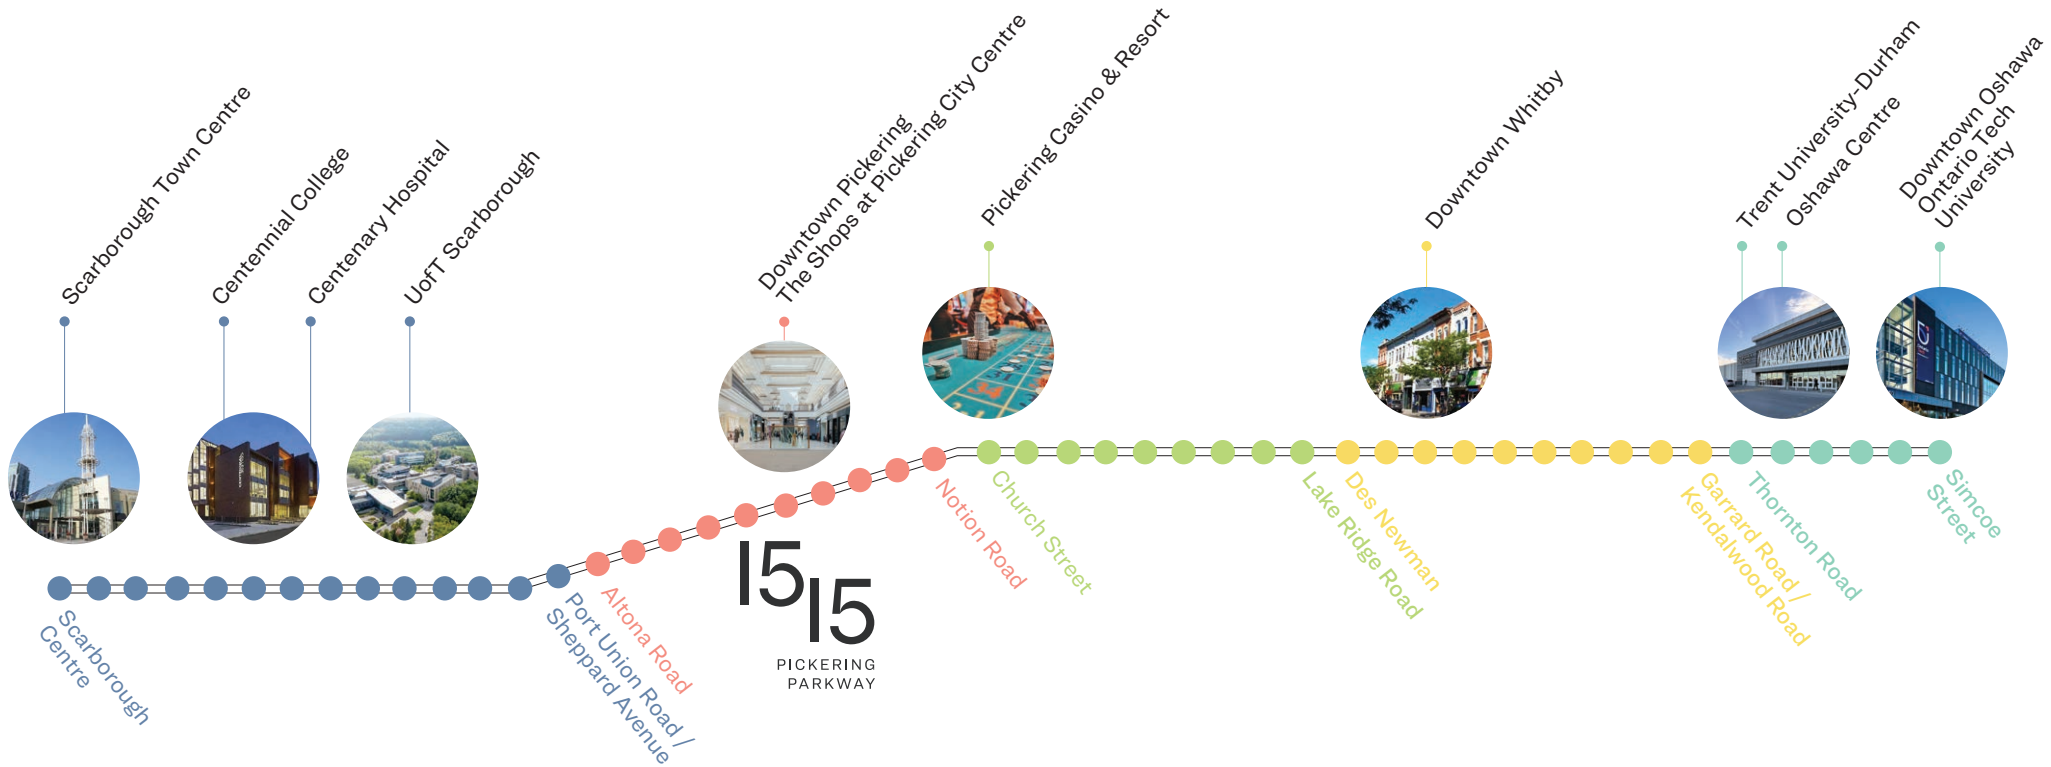 Scarborough Town Centre
Centennial College
Centenary Hospital
UofT Scarborough
Downtown Pickering
The Shops at Pickering City Centre
Pickering Casino & Resort
Downtown Whitby
Trent University-Durham
Oshawa Centre
Downtown Oshawa
Ontario Tech
University
Scarborough
Centre
Port Union Road /
Sheppard Avenue
Altona Road
1515
PICKERING
PARKWAY
Notion Road
Church Street
Lake Ridge Road
Des Newman
Garrard Road /
Kendalwood Road
Thornton Road
Simcoe
Street